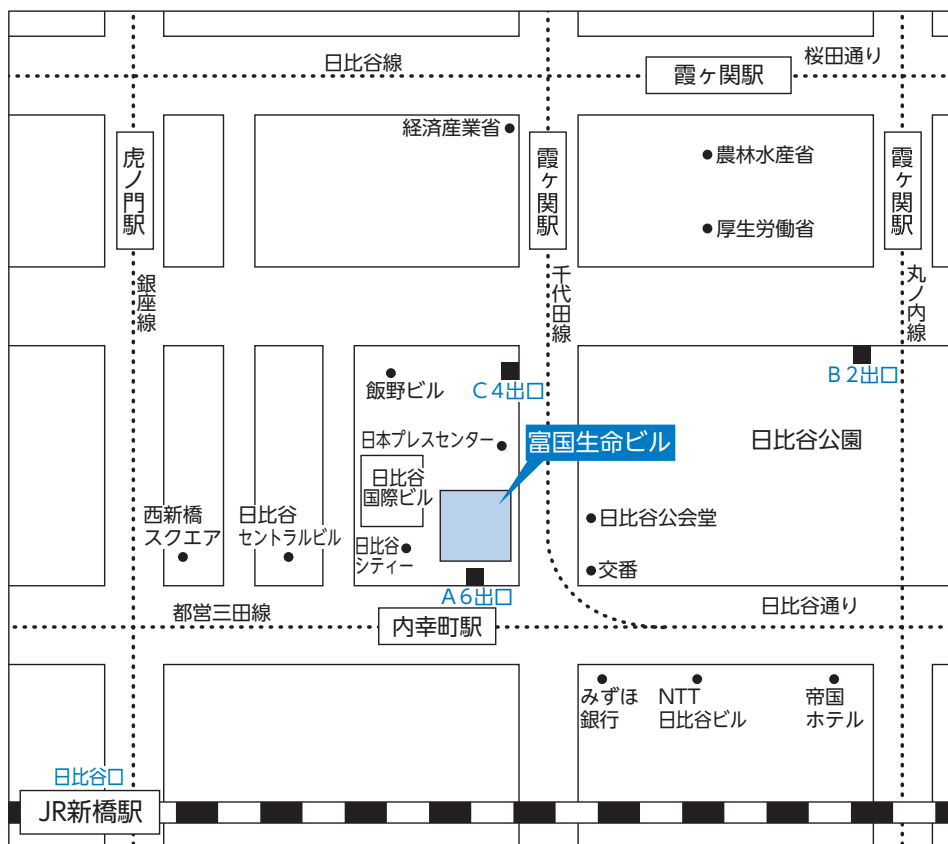 日比谷線
桜田通り
霞ヶ関駅
経済産業省
虎ノ門駅
霞ヶ関駅
農林水産省
霞ヶ関駅
厚生労働省
銀座線
千代田線
丸ノ内線
飯野ビル
C4出口
B2出口
日本プレスセンター
富国生命ビル
日比谷公園
日比谷
国際ビル
西新橋
スクエア
日比谷
セントラルビル
日比谷
シティー
日比谷公会堂
交番
A6出口
都営三田線
日比谷通り
内幸町駅
みずほ
銀行
NTT
日比谷ビル
帝国
ホテル
日比谷口
JR新橋駅